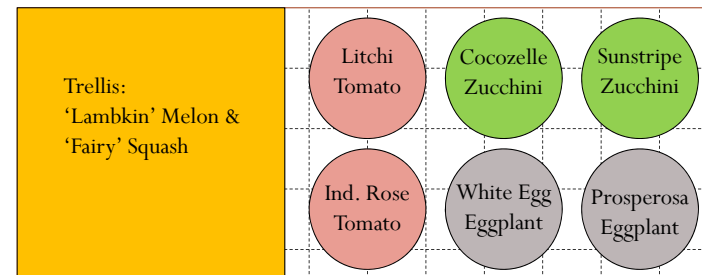 Trellis:
‘Lambkin’ Melon &
‘Fairy’ Squash
Litchi
Tomato
Cocozelle
Zucchini
Sunstripe
Zucchini
Ind. Rose
Tomato
White Egg
Eggplant
Prosperosa
Eggplant